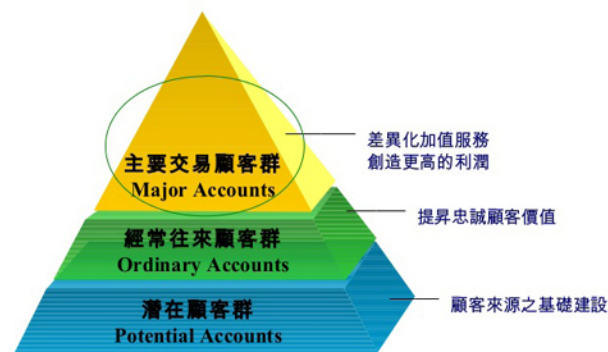 主要交易顧客群
Major Accounts
經常往來顧客群
Ordinary Accounts
潛在顧客群
Potential Accounts
差異化加值服務
創造更高的利潤
提昇忠誠顧客價值
顧客來源之基礎建設